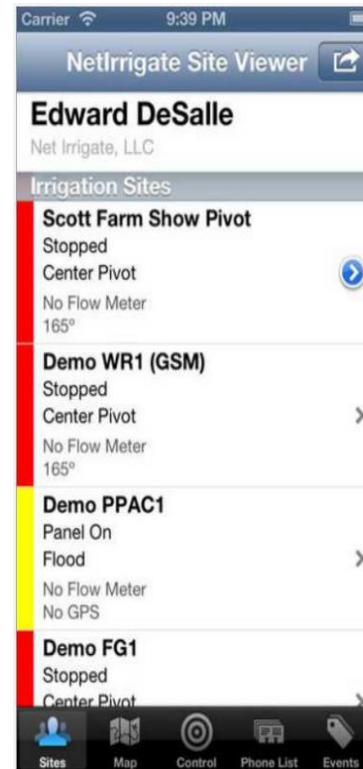 Carrier 9:39 PM
NetIrrigate Site Viewer
Edward DeSalle
Net Irrigate, LLC
Irrigation Sites
Scott Farm Show Pivot
Stopped
Center Pivot
No Flow Meter
165°
Demo WR1 (GSM)
Stopped
Center Pivot
No Flow Meter
165°
Demo PPAC1
Panel On
Flood
No Flow Meter
No GPS
Demo FG1
Stopped
Center Pivot
Sites Map Control Phone List Events